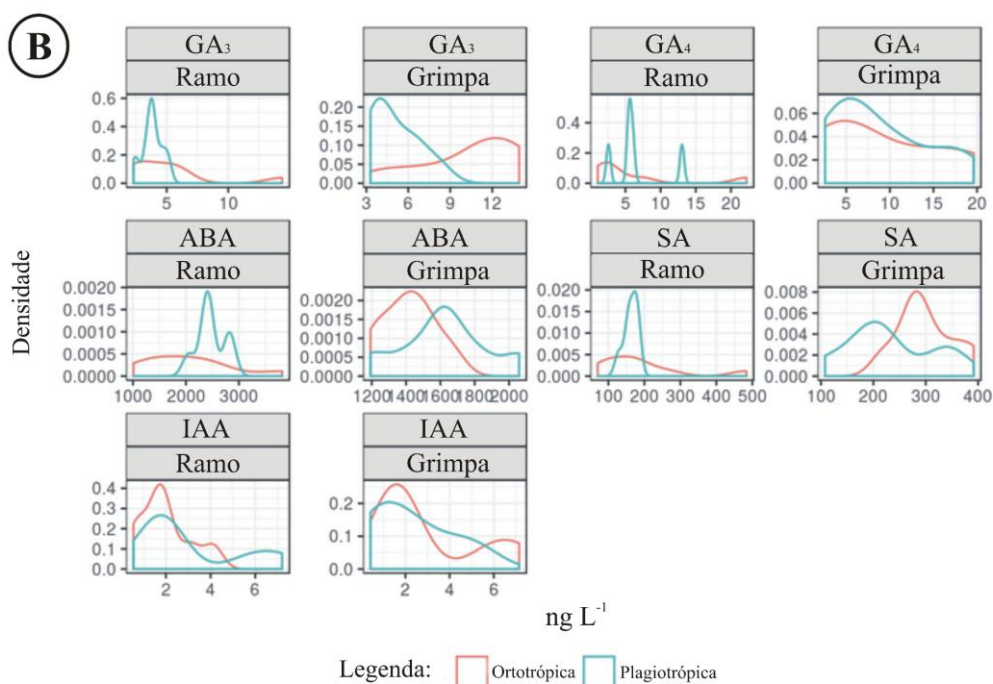 B
GA₃ GA₃ GA₄ GA₄
Ramo Grimpa Ramo Grimpa
0.6
0.4
0.2
0.0
5 10
0.20
0.15
0.10
0.05
0.00
3 6 9 12
0.4
0.2
0.0
5 10 15 20
0.06
0.04
0.02
0.00
5 10 15 20
Densidade
ABA ABA SA SA
Ramo Grimpa Ramo Grimpa
0.0020
0.0015
0.0010
0.0005
0.0000
1000 2000 3000
0.0020
0.0015
0.0010
0.0005
0.0000
1200 1400 1600 1800 2000
0.020
0.015
0.010
0.005
0.000
100 200 300 400 500
0.008
0.006
0.004
0.002
0.000
100 200 300 400
IAA IAA
Ramo Grimpa
0.4
0.3
0.2
0.1
0.0
2 4 6
0.2
0.1
0.0
2 4 6
ng L⁻¹
Legenda: Ortotrópica Plagiotrópica